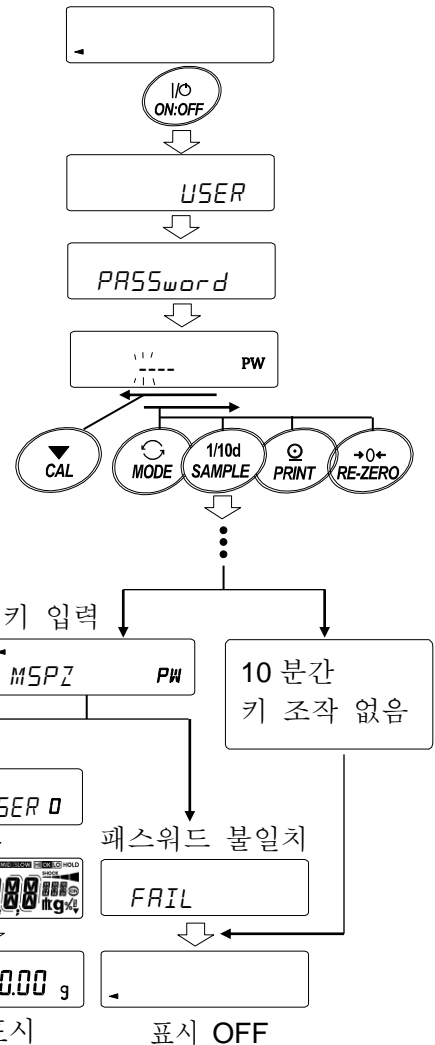 ON:OFF
USER
PASSword
---- PW
CAL
MODE
1/10d
SAMPLE
PRINT
→0←
RE-ZERO
키 입력
MSPZ PW
10 분간
키 조작 없음
SER 0
패스워드 불일치
HOLD
FAIL
0.00 g
표시
표시 OFF